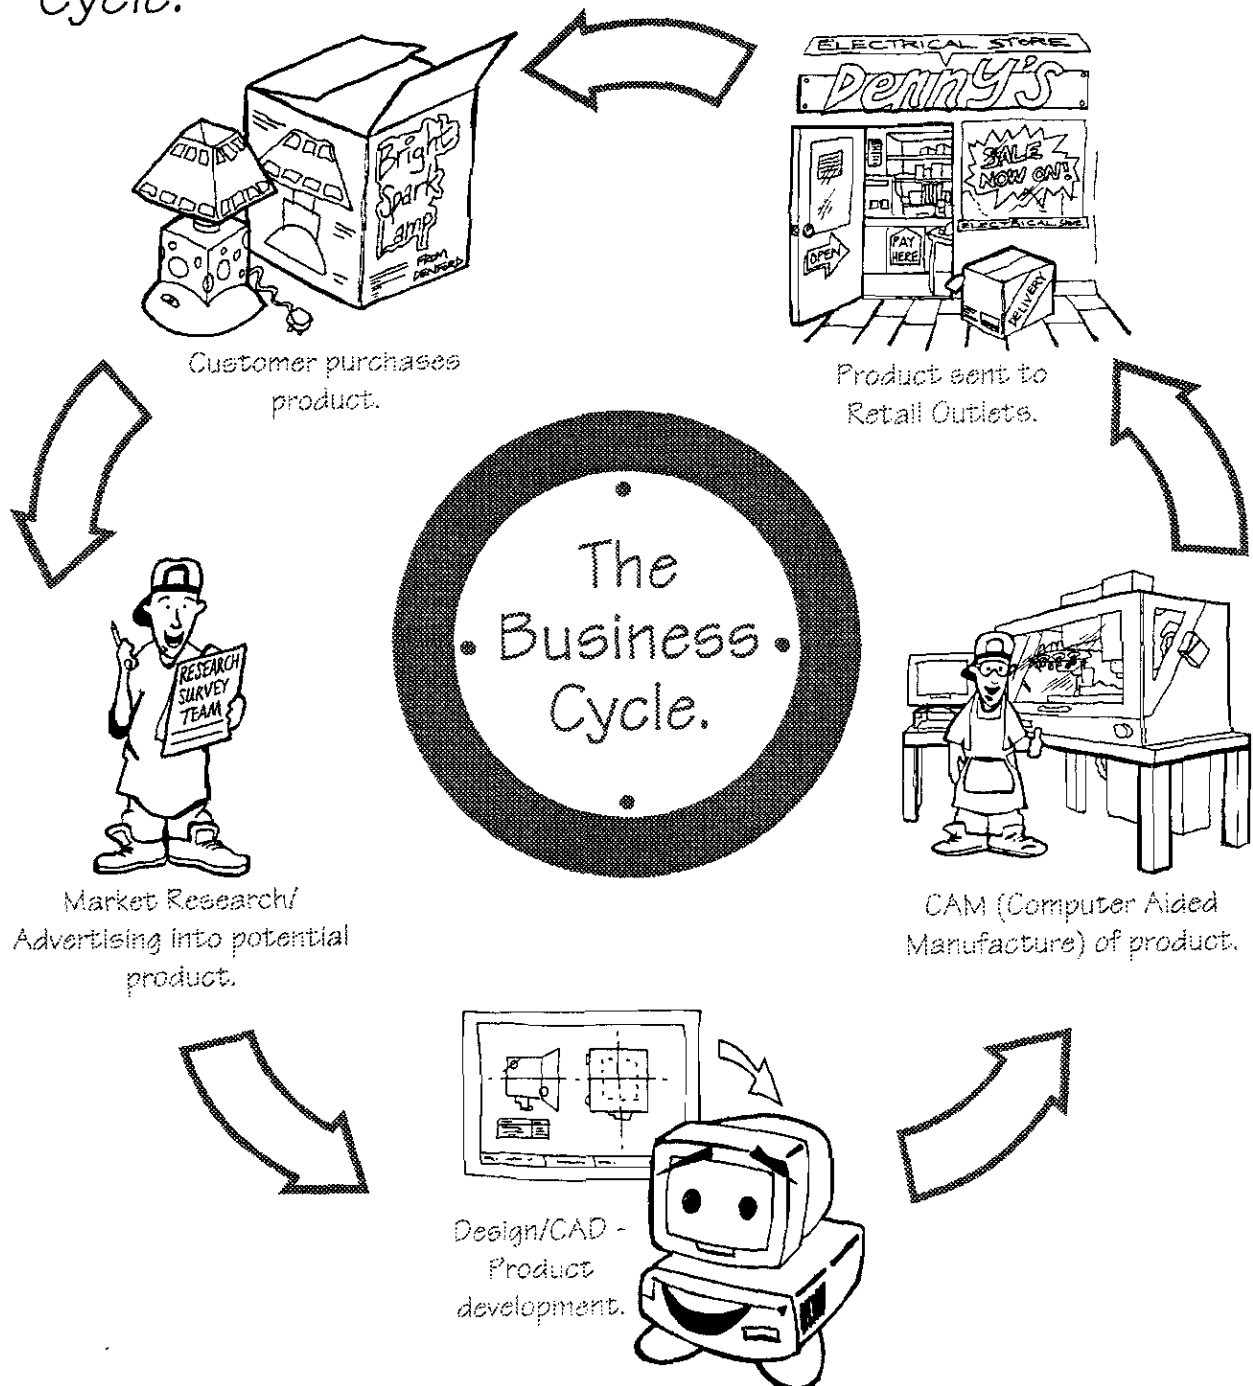 Cycle.
ELECTRICAL STORE
Denny's
SALE
NOW ON!
ELECTRICAL
OPEN
PAY
HERE
DELIVERY
Bright
Spark
Lamp
FROM
DENFORD
Customer purchases
product.
Product sent to
Retail Outlets.
The
Business
Cycle.
RESEARCH
SURVEY
TEAM
Market Research/
Advertising into potential
product.
CAM (Computer Aided
Manufacture) of product.
Design/CAD -
Product
development.